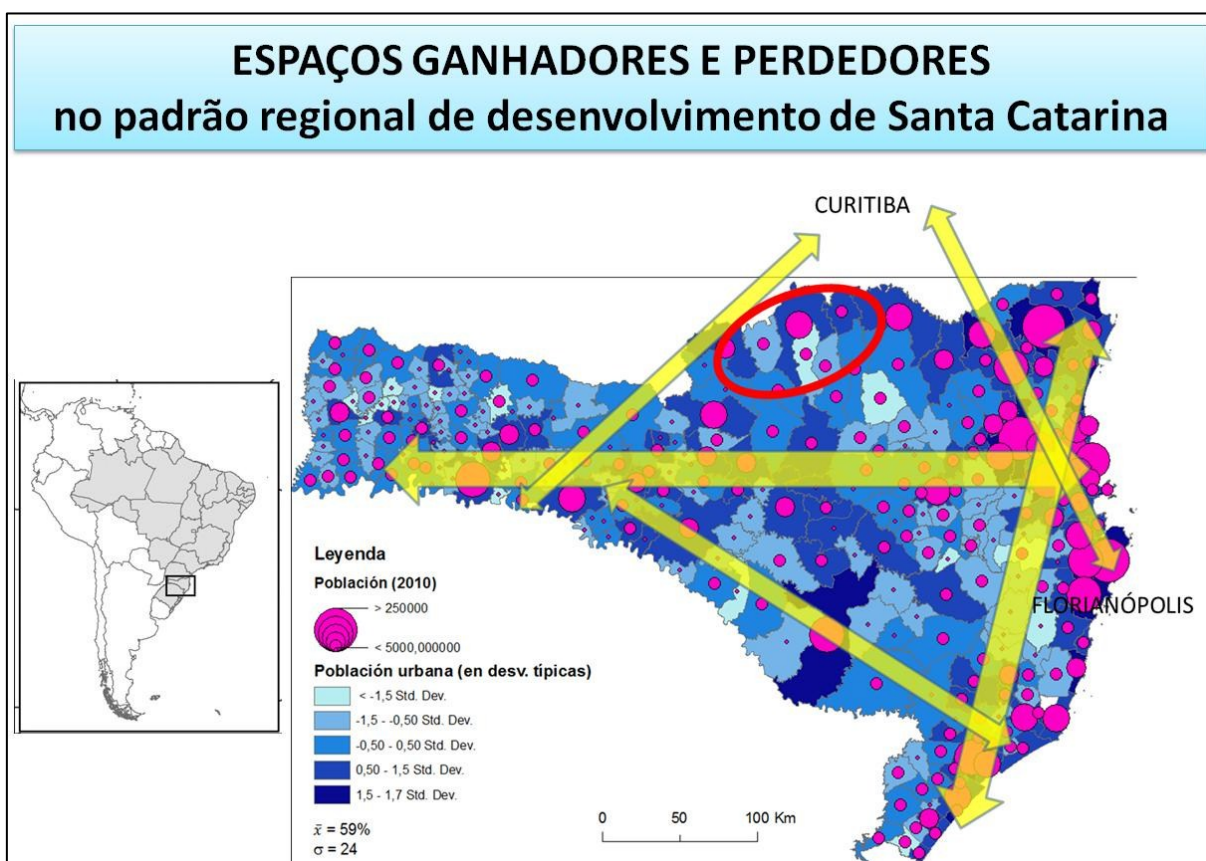 ESPAÇOS GANHADORES E PERDEDORES
no padrão regional de desenvolvimento de Santa Catarina
CURITIBA
FLORIANÓPOLIS
Leyenda
Población (2010)
> 250000
< 5000,000000
Población urbana (en desv. típicas)
< -1,5 Std. Dev.
-1,5 - -0,50 Std. Dev.
-0,50 - 0,50 Std. Dev.
0,50 - 1,5 Std. Dev.
1,5 - 1,7 Std. Dev.
x̄ = 59%
σ = 24
0 50 100 Km